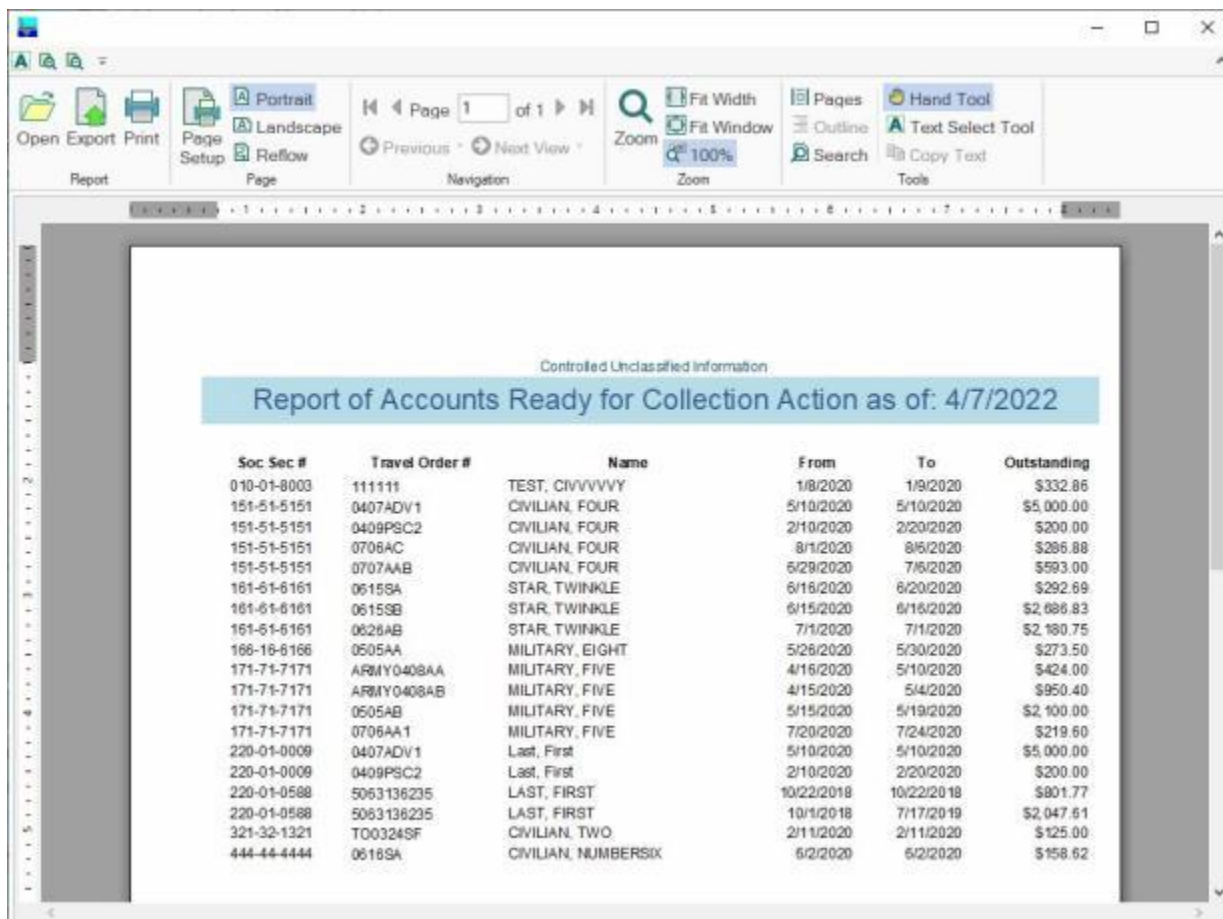 Open Export Print Page Setup Portrait Landscape Reflow
Page 1 of 1
Previous Next View
Zoom Fit Width Fit Window 100%
Pages Outline Search
Hand Tool Text Select Tool Copy Text
Report Page Navigation Zoom Tools
1 2 3 4 5 6 7 8
Controlled Unclassified Information
Report of Accounts Ready for Collection Action as of: 4/7/2022
Soc Sec # Travel Order # Name From To Outstanding
010-01-8003 111111 TEST, CIVVVVVY 1/8/2020 1/9/2020 $332.86
151-51-5151 0407ADV1 CIVILIAN, FOUR 5/10/2020 5/10/2020 $5,000.00
151-51-5151 0409PSC2 CIVILIAN, FOUR 2/10/2020 2/20/2020 $200.00
151-51-5151 0706AC CIVILIAN, FOUR 8/1/2020 8/6/2020 $286.88
151-51-5151 0707AAB CIVILIAN, FOUR 6/29/2020 7/6/2020 $593.00
161-61-6161 0615SA STAR, TWINKLE 6/16/2020 6/20/2020 $292.69
161-61-6161 0615SB STAR, TWINKLE 6/15/2020 6/16/2020 $2,686.83
161-61-6161 0626AB STAR, TWINKLE 7/1/2020 7/1/2020 $2,180.75
166-16-6166 0505AA MILITARY, EIGHT 5/26/2020 5/30/2020 $273.50
171-71-7171 ARMY0408AA MILITARY, FIVE 4/16/2020 5/10/2020 $424.00
171-71-7171 ARMY0408AB MILITARY, FIVE 4/15/2020 5/4/2020 $950.40
171-71-7171 0505AB MILITARY, FIVE 5/15/2020 5/19/2020 $2,100.00
171-71-7171 0706AA1 MILITARY, FIVE 7/20/2020 7/24/2020 $219.60
220-01-0009 0407ADV1 Last, First 5/10/2020 5/10/2020 $5,000.00
220-01-0009 0409PSC2 Last, First 2/10/2020 2/20/2020 $200.00
220-01-0588 5063136235 LAST, FIRST 10/22/2018 10/22/2018 $801.77
220-01-0588 5063136235 LAST, FIRST 10/1/2018 7/17/2019 $2,047.61
321-32-1321 TO0324SF CIVILIAN, TWO 2/11/2020 2/11/2020 $125.00
444-44-4444 0616SA CIVILIAN, NUMBERSIX 6/2/2020 6/2/2020 $158.62